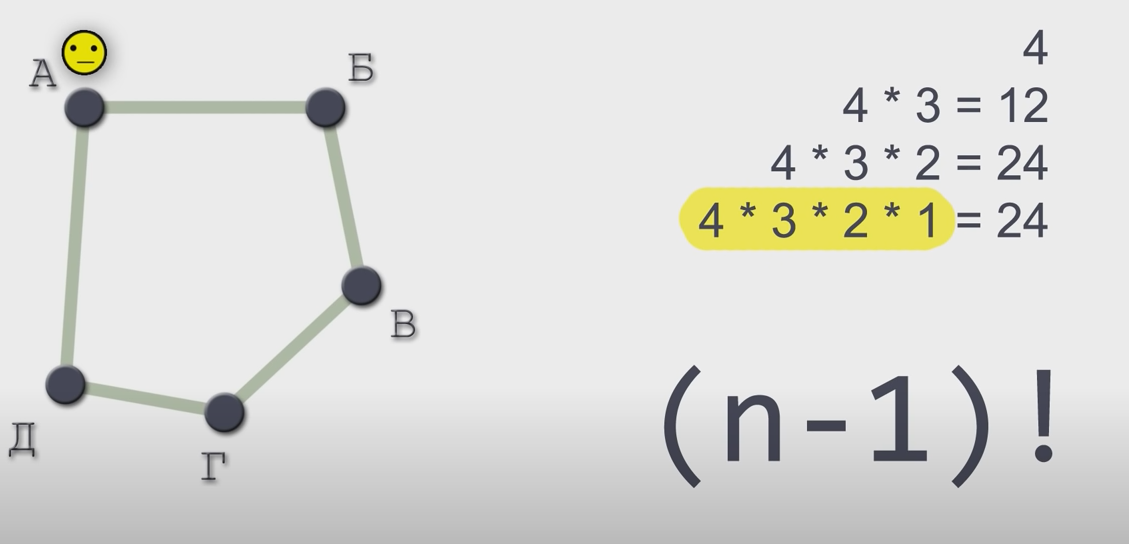 А
Б
В
Г
Д
4
4 * 3 = 12
4 * 3 * 2 = 24
4 * 3 * 2 * 1 = 24
(n-1)!